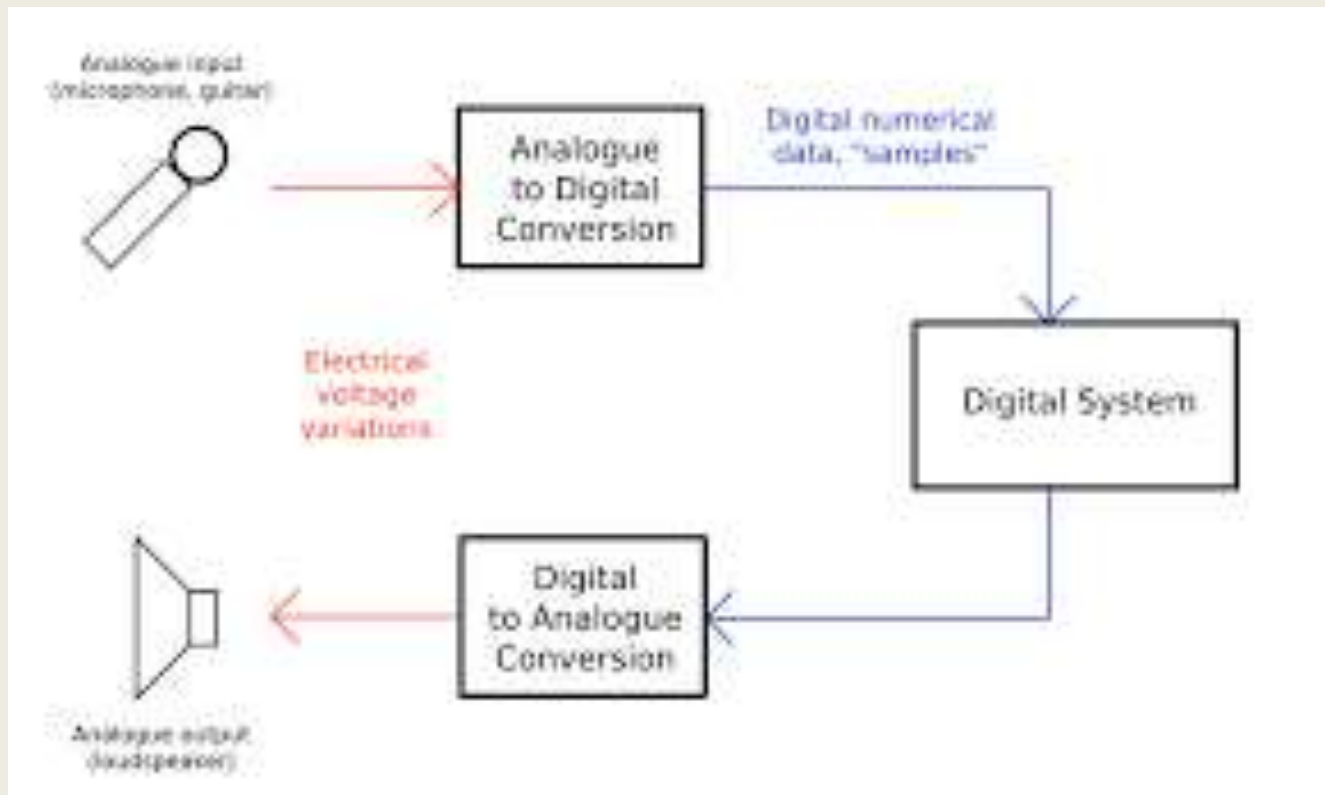 Analogue input
(microphone, guitar)
Analogue
to Digital
Conversion
Digital numerical
data, "samples"
Electrical
voltage
variations
Digital System
Digital
to Analogue
Conversion
Analogue output
(loudspeaker)